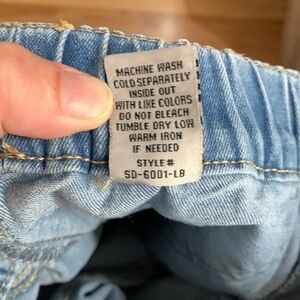 MACHINE WASH
COLD SEPARATELY
INSIDE OUT
WITH LIKE COLORS
DO NOT BLEACH
TUMBLE DRY LOW
WARM IRON
IF NEEDED
STYLE #
SD-6001-LB